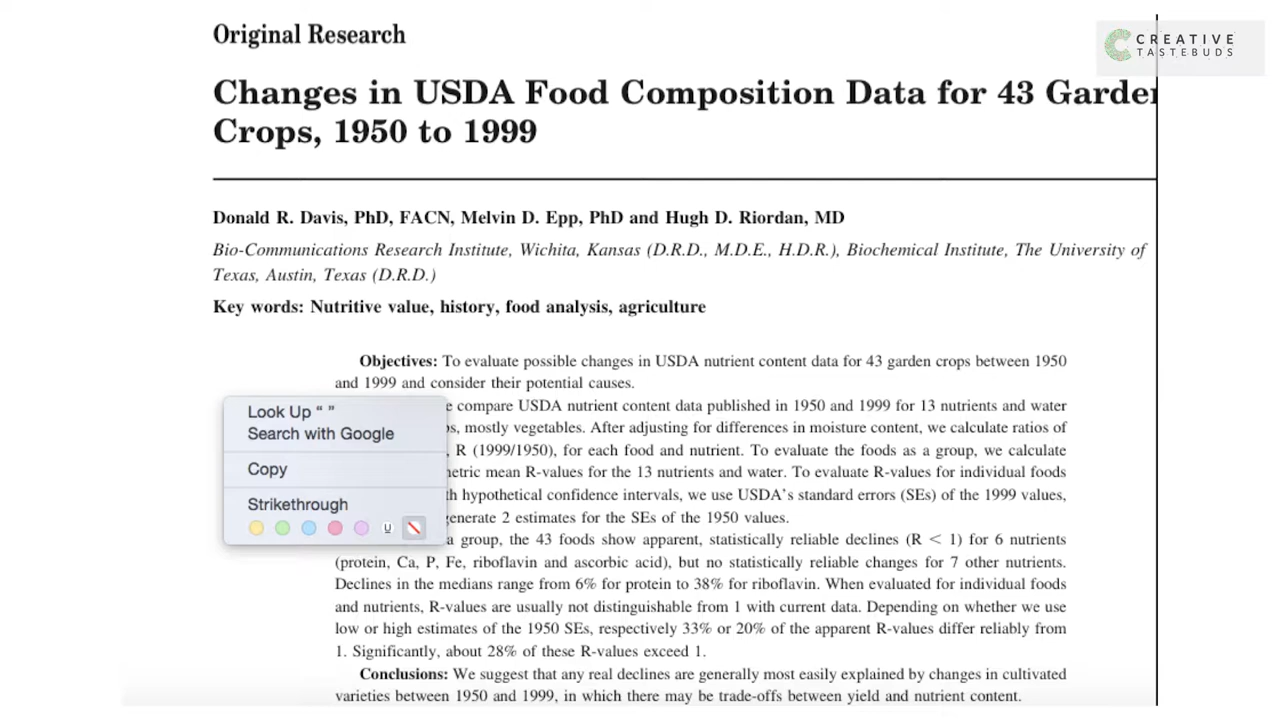 Original Research
CREATIVE
TASTEBUDS
Changes in USDA Food Composition Data for 43 Garden
Crops, 1950 to 1999
Donald R. Davis, PhD, FACN, Melvin D. Epp, PhD and Hugh D. Riordan, MD
Bio-Communications Research Institute, Wichita, Kansas (D.R.D., M.D.E., H.D.R.), Biochemical Institute, The University of
Texas, Austin, Texas (D.R.D.)
Key words: Nutritive value, history, food analysis, agriculture
Objectives: To evaluate possible changes in USDA nutrient content data for 43 garden crops between 1950
and 1999 and consider their potential causes.
compare USDA nutrient content data published in 1950 and 1999 for 13 nutrients and water
mostly vegetables. After adjusting for differences in moisture content, we calculate ratios of
, R (1999/1950), for each food and nutrient. To evaluate the foods as a group, we calculate
mean R-values for the 13 nutrients and water. To evaluate R-values for individual foods
hypothetical confidence intervals, we use USDA's standard errors (SEs) of the 1999 values,
generate 2 estimates for the SEs of the 1950 values.
a group, the 43 foods show apparent, statistically reliable declines (R < 1) for 6 nutrients
(protein, Ca, P, Fe, riboflavin and ascorbic acid), but no statistically reliable changes for 7 other nutrients.
Declines in the medians range from 6% for protein to 38% for riboflavin. When evaluated for individual foods
and nutrients, R-values are usually not distinguishable from 1 with current data. Depending on whether we use
low or high estimates of the 1950 SEs, respectively 33% or 20% of the apparent R-values differ reliably from
1. Significantly, about 28% of these R-values exceed 1.
Conclusions: We suggest that any real declines are generally most easily explained by changes in cultivated
varieties between 1950 and 1999, in which there may be trade-offs between yield and nutrient content.
Look Up " "
Search with Google
Copy
Strikethrough
U